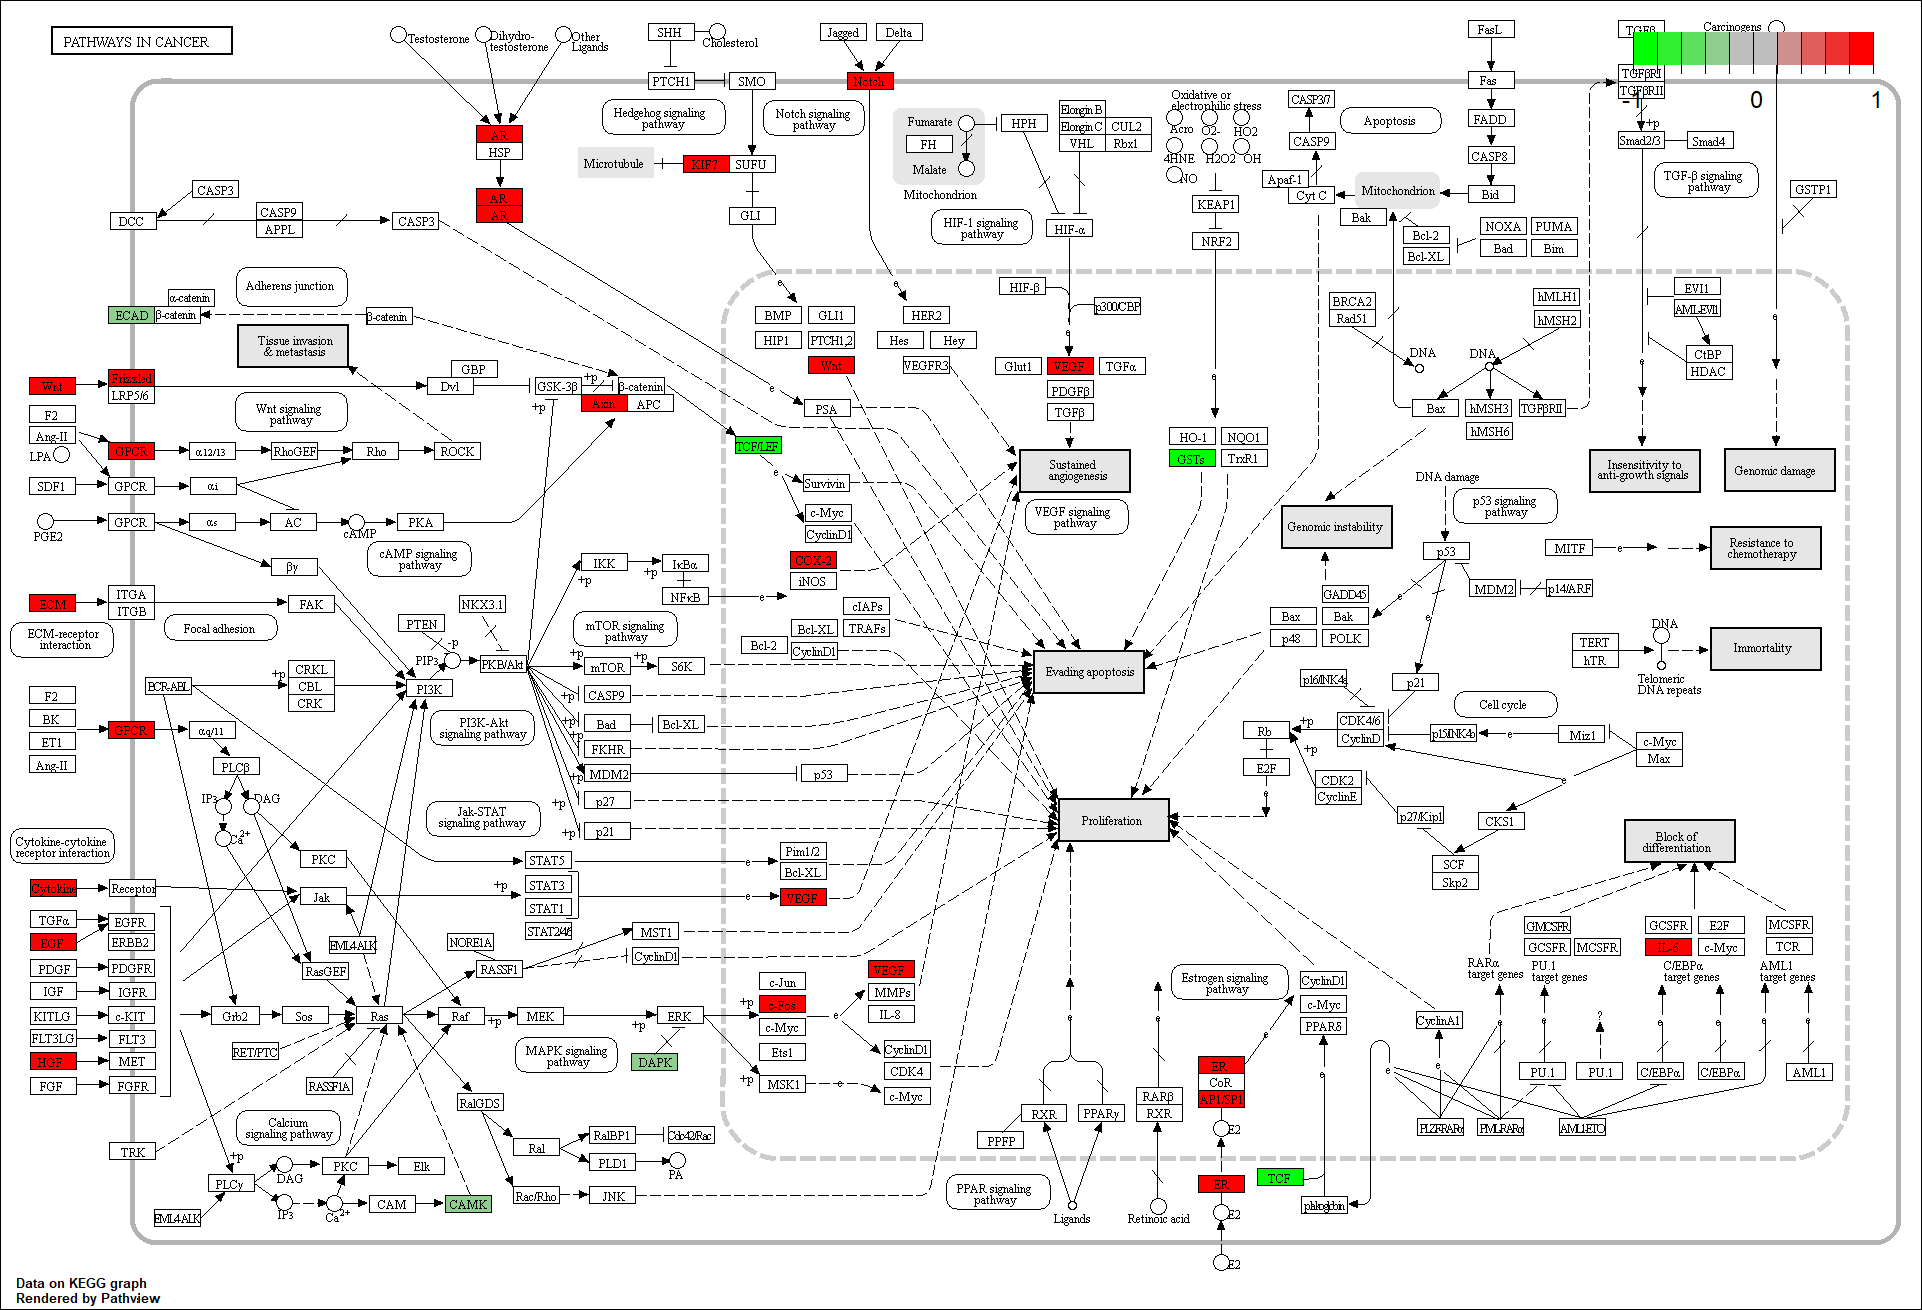 PATHWAYS IN CANCER
Testosterone
Dihydro-
testosterone
Other
Ligands
SHH
Cholesterol
PTCH1
SMO
Hedgehog signaling
pathway
Microtubule
KIF7
SUFU
GLI
Jagged
Delta
Notch
Notch signaling
pathway
AR
HSP
AR
AR
Fumarate
FH
Malate
Mitochondrion
HPH
Elongin B
Elongin C
CUL2
VHL
Rbx1
HIF-1 signaling
pathway
HIF-α
Oxidative or
electrophilic stress
Acro
O2-
HO2
4HNE
H2O2
OH
NO
KEAP1
NRF2
CASP3/7
CASP9
Apaf-1
Cyt C
Apoptosis
Mitochondrion
Bak
Bcl-2
Bcl-XL
NOXA
PUMA
Bad
Bim
FasL
Fas
FADD
CASP8
Bid
TGFβ
TGFβRI
TGFβRII
+p
Smad2/3
Smad4
TGF-β signaling
pathway
Carcinogens
GSTP1
-1
0
1
CASP3
DCC
CASP9
APPL
CASP3
Adherens junction
α-catenin
ECAD
β-catenin
β-catenin
Tissue invasion
& metastasis
Wnt
Frizzled
LRP5/6
Wnt signaling
pathway
Dvl
GBP
GSK-3β
+p
β-catenin
Axin
APC
+p
F2
Ang-II
LPA
GPCR
α12/13
RhoGEF
Rho
ROCK
SDF1
GPCR
αi
PGE2
GPCR
αs
AC
cAMP
PKA
cAMP signaling
pathway
βγ
ECM
ITGA
ITGB
FAK
ECM-receptor
interaction
Focal adhesion
PTEN
NKX3.1
-p
PIP3
PKB/Akt
PI3K
PI3K-Akt
signaling pathway
CRKL
CBL
CRK
+p
BCR-ABL
F2
BK
ET1
Ang-II
GPCR
αq/11
PLCβ
IP3
DAG
Ca2+
PKC
Cytokine-cytokine
receptor interaction
Cytokine
Receptor
Jak
Jak-STAT
signaling pathway
IKK
IκBα
+p
+p
NFκB
e
mTOR signaling
pathway
+p
mTOR
+p
S6K
+p
CASP9
+p
Bad
Bcl-XL
+p
FKHR
+p
MDM2
p53
+p
p27
+p
p21
STAT5
e
Pim1/2
Bcl-XL
+p
STAT3
STAT1
STAT2/4/6
e
VEGF
TGFα
EGF
PDGF
IGF
KITLG
FLT3LG
HGF
FGF
EGFR
ERBB2
PDGFR
IGFR
c-KIT
FLT3
MET
FGFR
TRK
EML4-ALK
RasGEF
NORE1A
RASSF1
MST1
CyclinD1
Grb2
Sos
Ras
Raf
+p
MEK
+p
ERK
RET/PTC
RASSF1A
MAPK signaling
pathway
DAPK
+p
+p
c-Jun
c-Fos
c-Myc
Ets1
MSK1
e
e
VEGF
MMPs
IL-8
CyclinD1
CDK4
c-Myc
Calcium
signaling pathway
+p
PLCγ
EML4-ALK
DAG
IP3
Ca2+
PKC
Elk
CAM
CAMK
RalGDS
Ral
RalBP1
Cdc42/Rac
PLD1
PA
Rac/Rho
JNK
e
BMP
GLI1
HIP1
PTCH1,2
Wnt
e
HER2
Hes
Hey
VEGFR3
HIF-β
p300/CBP
e
Glut1
VEGF
TGFα
PDGFβ
TGFβ
Sustained
angiogenesis
VEGF signaling
pathway
e
PSA
TCF/LEF
e
e
Survivin
c-Myc
CyclinD1
COX-2
iNOS
cIAPs
Bcl-XL
TRAFs
Bcl-2
CyclinD1
Evading apoptosis
Proliferation
e
HO-1
NQO1
GSTs
TrxR1
BRCA2
Rad51
DNA
hMLH1
hMSH2
DNA
Bax
hMSH3
TGFβRII
hMSH6
Genomic instability
DNA damage
p53 signaling
pathway
p53
GADD45
Bax
Bak
p48
POLK
e
e
MDM2
p14/ARF
p21
p16/INK4a
CDK4/6
CyclinD
+p
Rb
E2F
+p
e
CDK2
CyclinE
p15/INK4b
e
Miz1
c-Myc
Max
Cell cycle
e
CKS1
p27/Kip1
SCF
Skp2
EVI1
AML-EVI1
CtBP
HDAC
e
e
Insensitivity to
anti-growth signals
Genomic damage
MITF
e
Resistance to
chemotherapy
TERT
hTR
DNA
Telomeric
DNA repeats
Immortality
Block of
differentiation
GMCSFR
GCSFR
MCSFR
RARα
target genes
PU.1
target genes
GCSFR
E2F
IL-6
c-Myc
C/EBPα
target genes
MCSFR
TCR
AML1
target genes
e
e
?
e
e
e
e
e
CyclinA1
PU.1
PU.1
C/EBPα
C/EBPα
AML1
PLZF-RARα
PML-RARα
AML1-ETO
e
Estrogen signaling
pathway
CyclinD1
c-Myc
PPARδ
e
ER
CoR
AP1/SP1
E2
ER
E2
E2
TCF
e
e
RXR
PPARγ
PPFP
PPAR signaling
pathway
Ligands
RARβ
RXR
Retinoic acid
Data on KEGG graph
Rendered by Pathview